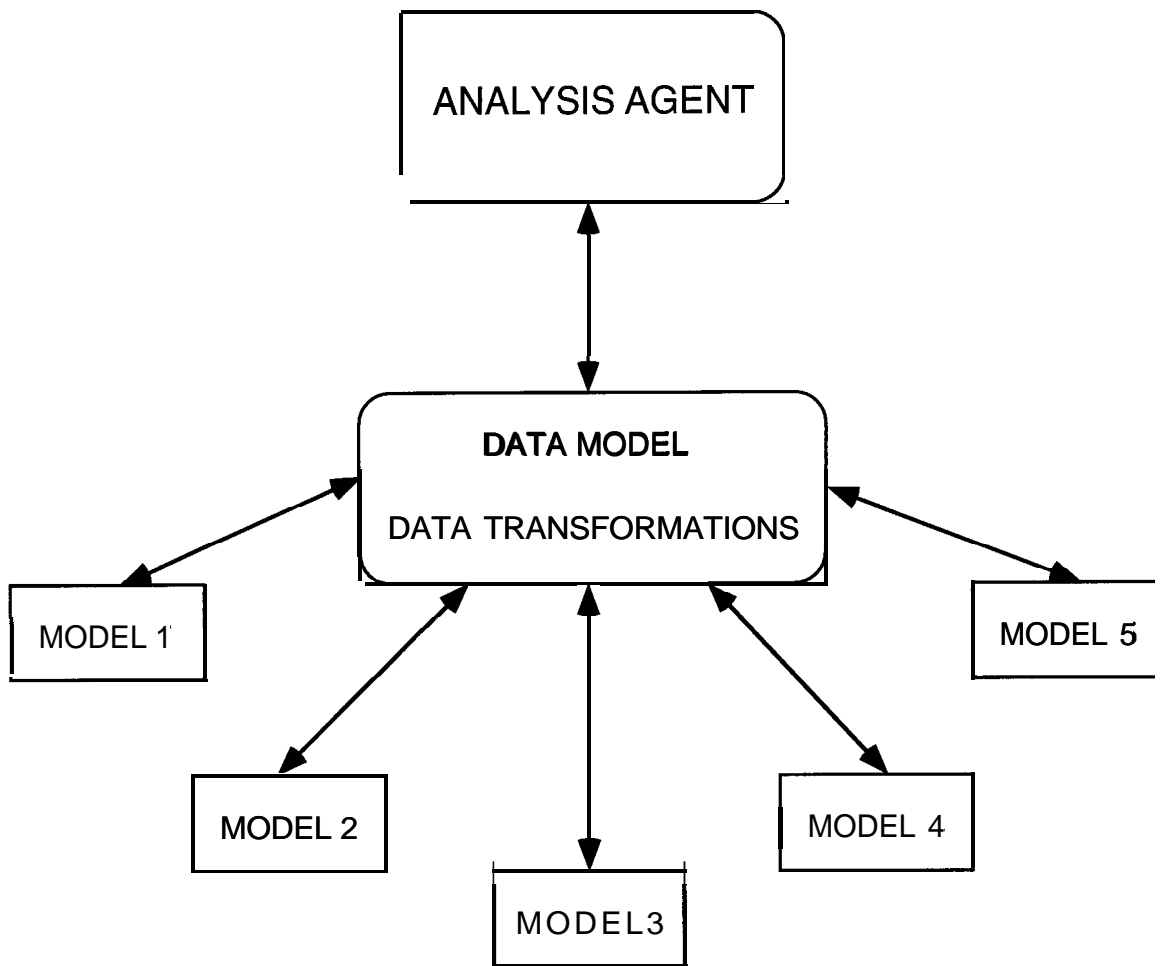 ANALYSIS AGENT
DATA MODEL
DATA TRANSFORMATIONS
MODEL 1
MODEL 5
MODEL 2
MODEL 4
MODEL3